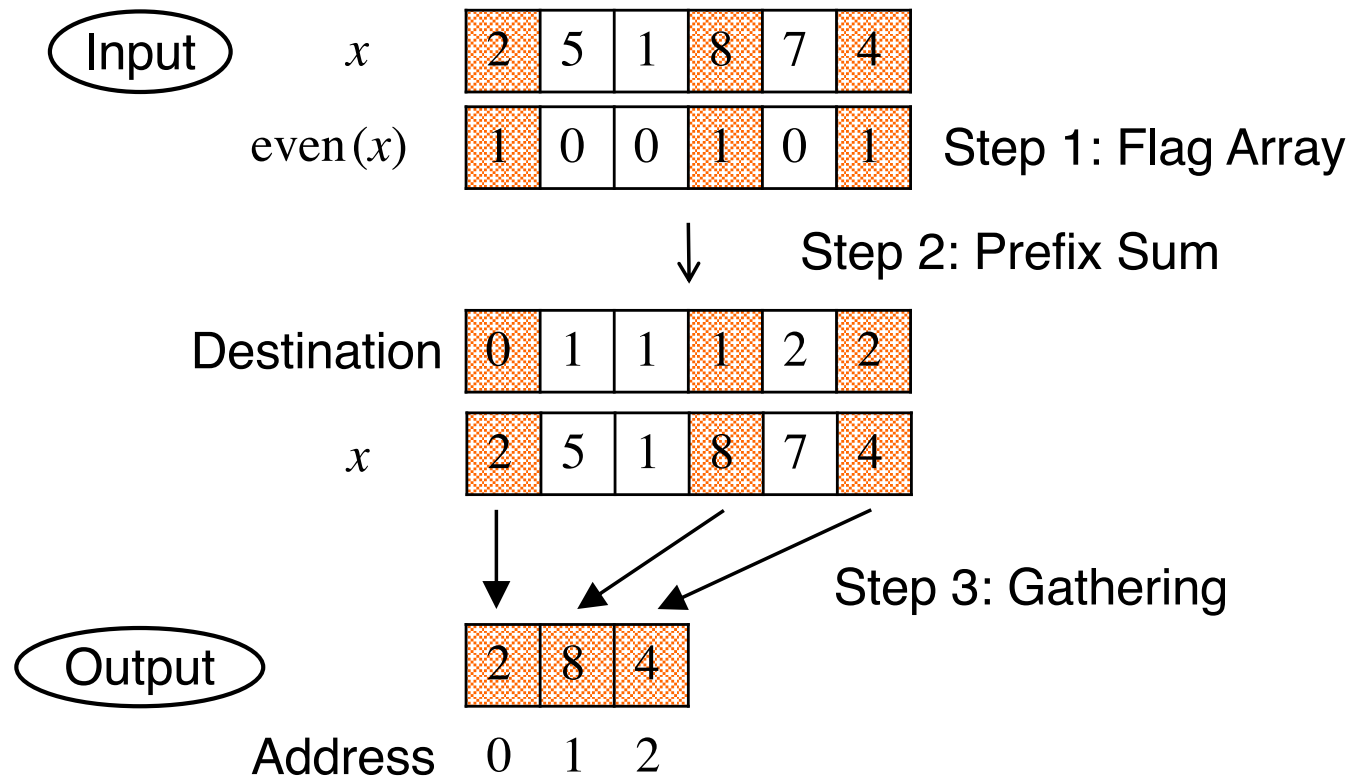 Input x 2 5 1 8 7 4
even(x) 1 0 0 1 0 1 Step 1: Flag Array
Step 2: Prefix Sum
Destination 0 1 1 1 2 2
x 2 5 1 8 7 4
Step 3: Gathering
Output 2 8 4
Address 0 1 2